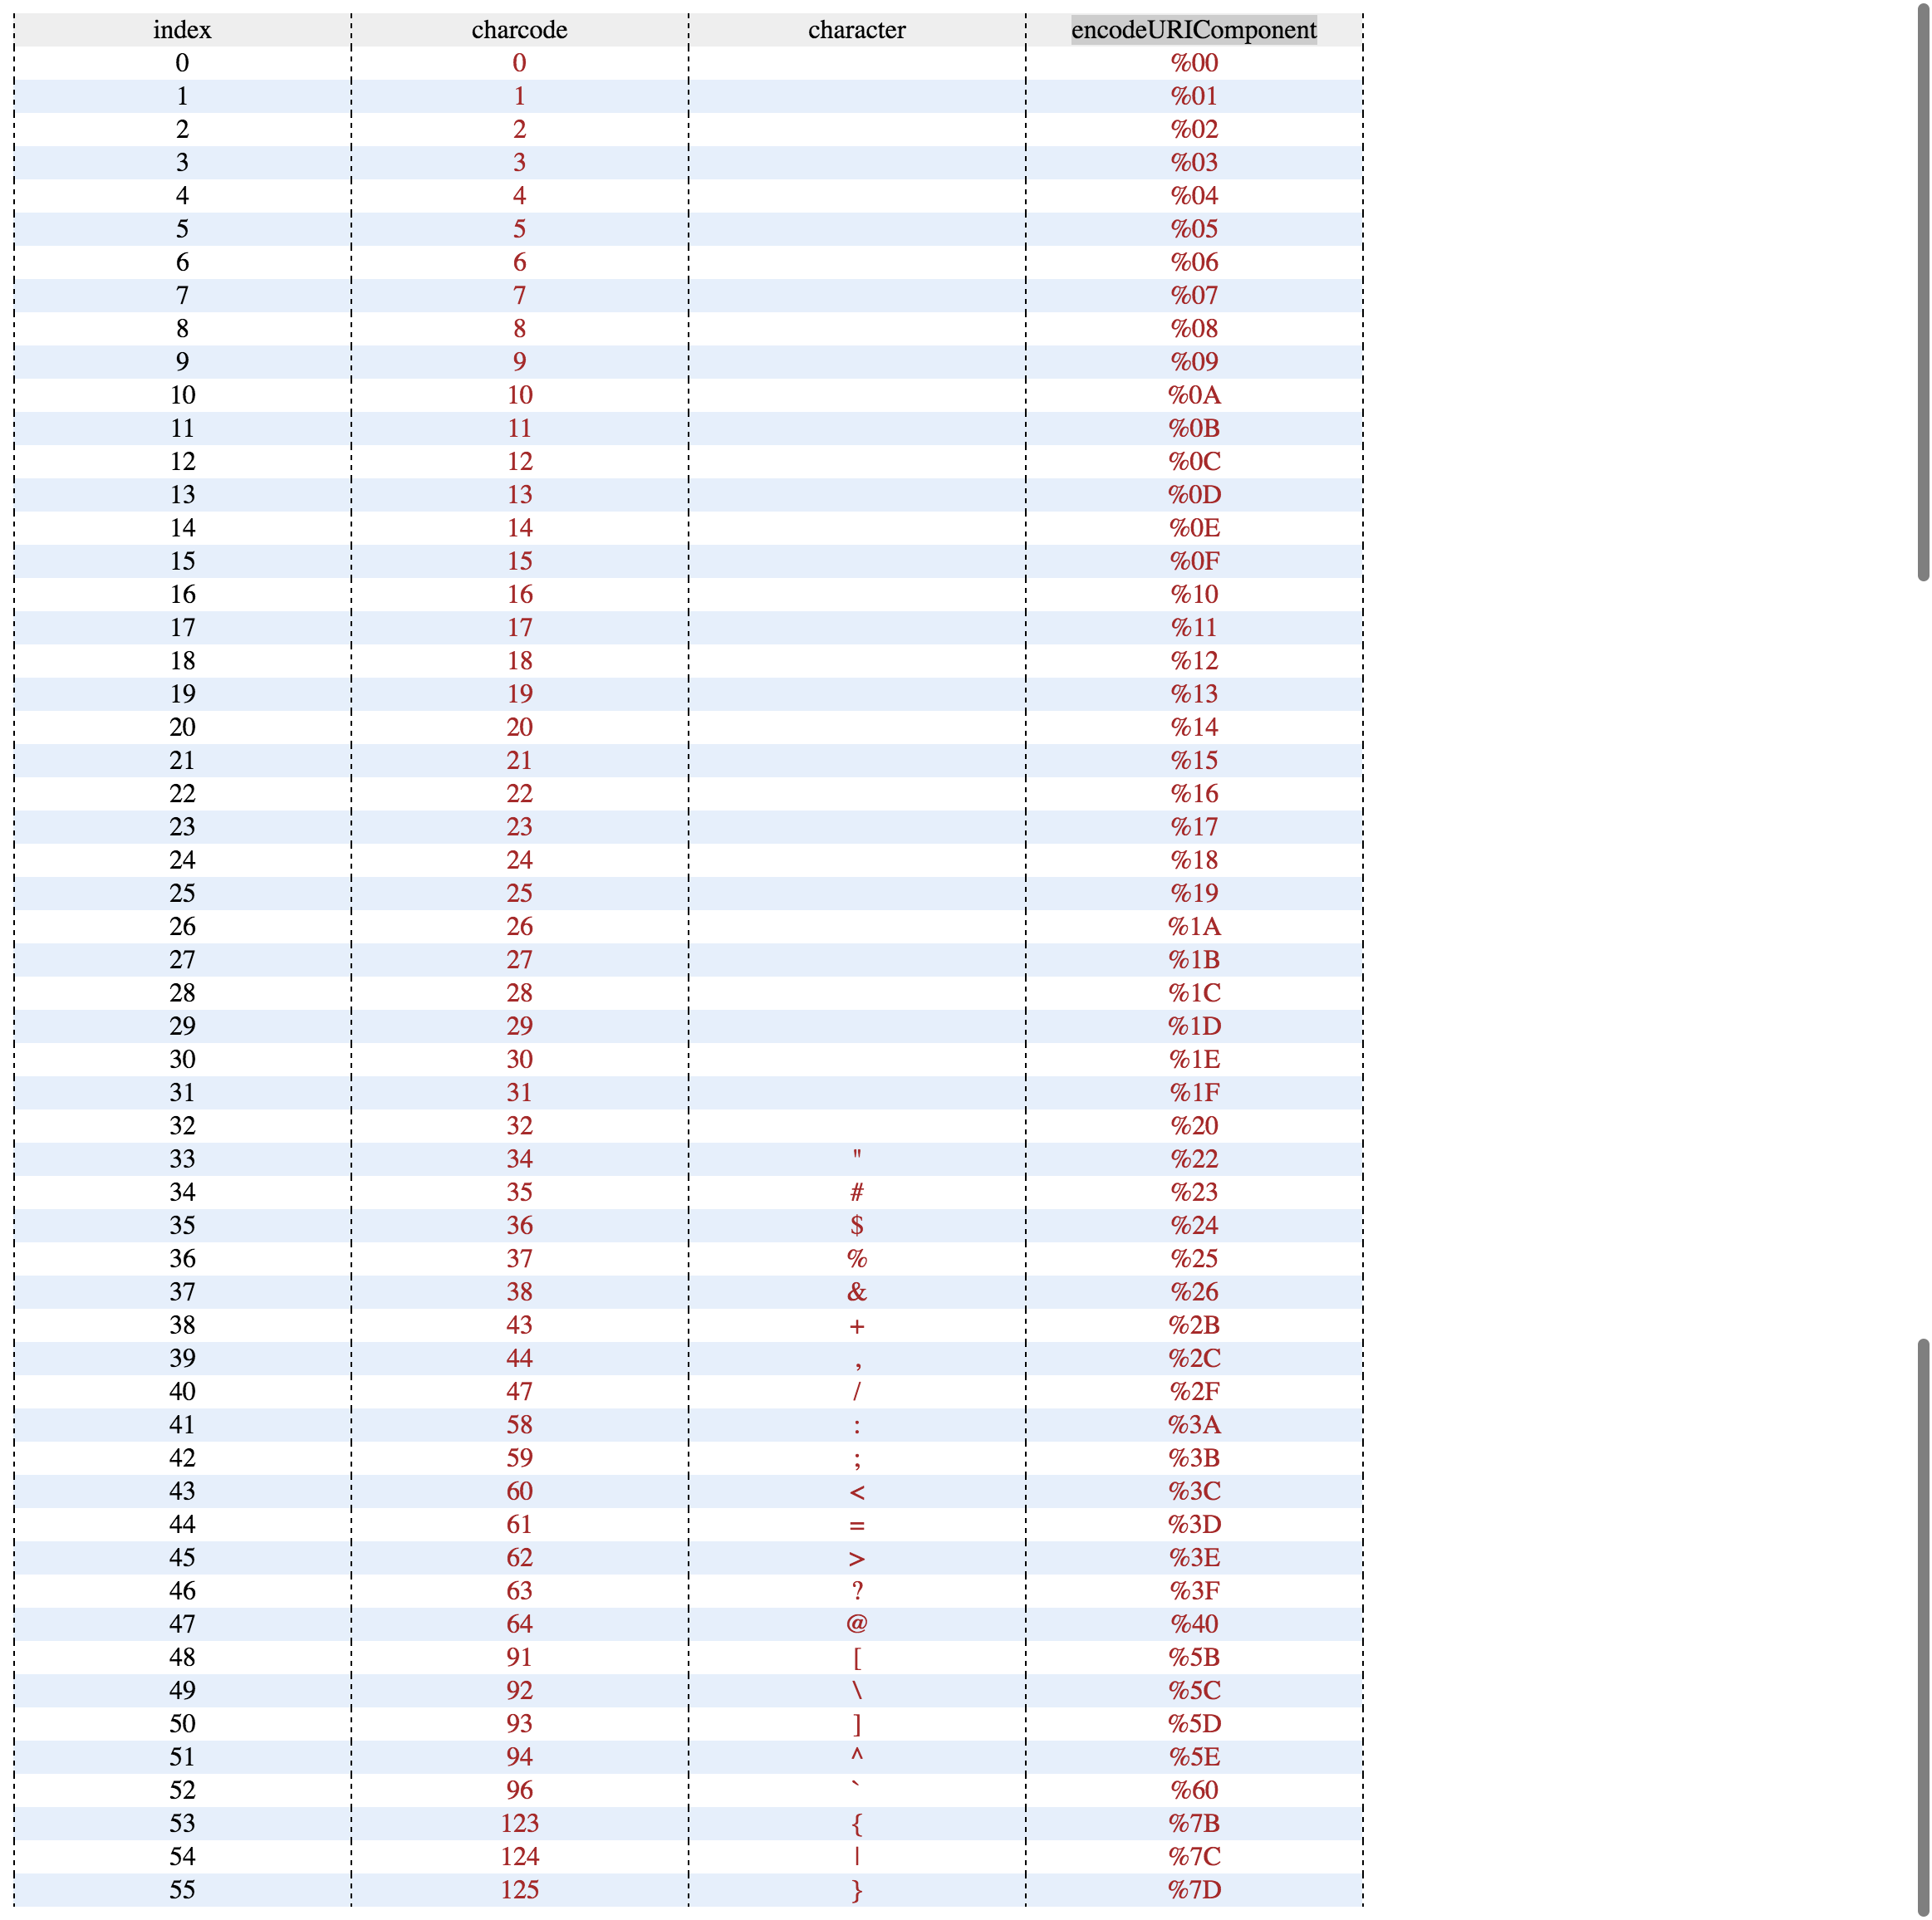 index charcode character encodeURIComponent
0 0 %00
1 1 %01
2 2 %02
3 3 %03
4 4 %04
5 5 %05
6 6 %06
7 7 %07
8 8 %08
9 9 %09
10 10 %0A
11 11 %0B
12 12 %0C
13 13 %0D
14 14 %0E
15 15 %0F
16 16 %10
17 17 %11
18 18 %12
19 19 %13
20 20 %14
21 21 %15
22 22 %16
23 23 %17
24 24 %18
25 25 %19
26 26 %1A
27 27 %1B
28 28 %1C
29 29 %1D
30 30 %1E
31 31 %1F
32 32 %20
33 34 " %22
34 35 # %23
35 36 $ %24
36 37 % %25
37 38 & %26
38 43 + %2B
39 44 , %2C
40 47 / %2F
41 58 : %3A
42 59 ; %3B
43 60 < %3C
44 61 = %3D
45 62 > %3E
46 63 ? %3F
47 64 @ %40
48 91 [ %5B
49 92 \ %5C
50 93 ] %5D
51 94 ^ %5E
52 96 ` %60
53 123 { %7B
54 124 | %7C
55 125 } %7D